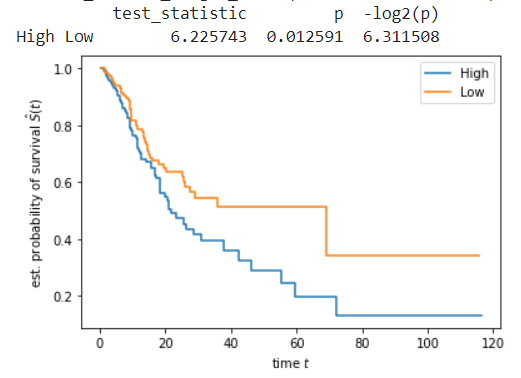 test_statistic p -log2(p)
High Low 6.225743 0.012591 6.311508
High
Low
1.0
0.8
0.6
0.4
0.2
est. probability of survival Ŝ(t)
0 20 40 60 80 100 120
time t